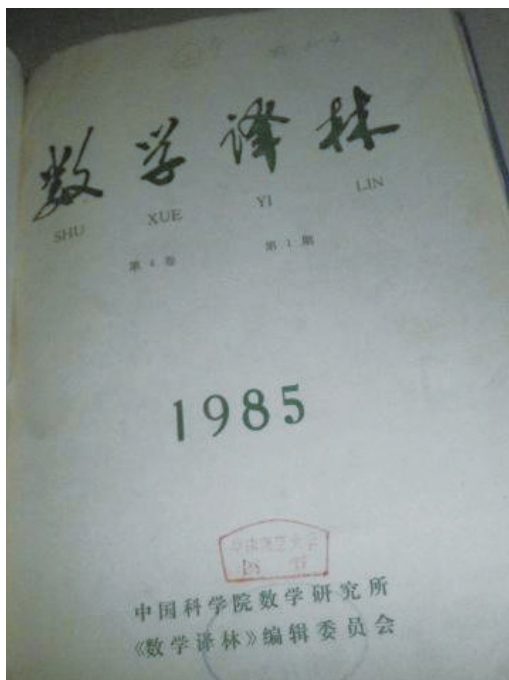 数学译林
SHU XUE YI LIN
第 4 卷 第 1 期
1985
中国科学院数学研究所
《数学译林》编辑委员会